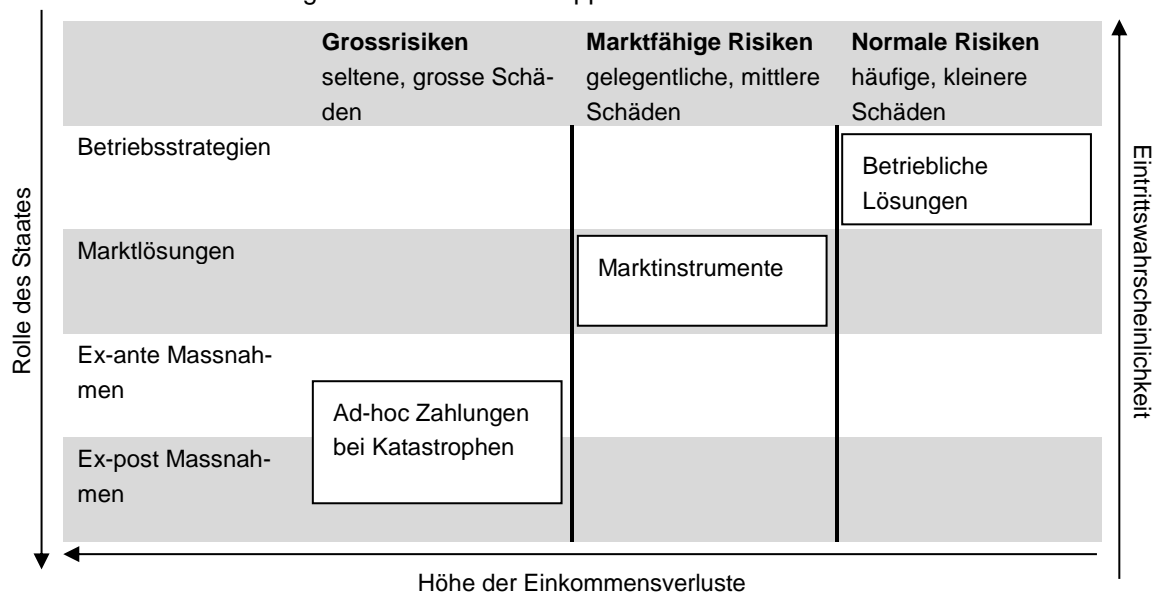 Grossrisiken
seltene, grosse Schä-
den
Marktfähige Risiken
gelegentliche, mittlere
Schäden
Normale Risiken
häufige, kleinere
Schäden
Betriebsstrategien
Betriebliche
Lösungen
Marktlösungen
Marktinstrumente
Ex-ante Massnah-
men
Ad-hoc Zahlungen
bei Katastrophen
Ex-post Massnah-
men
Rolle des Staates
Eintrittswahrscheinlichkeit
Höhe der Einkommensverluste